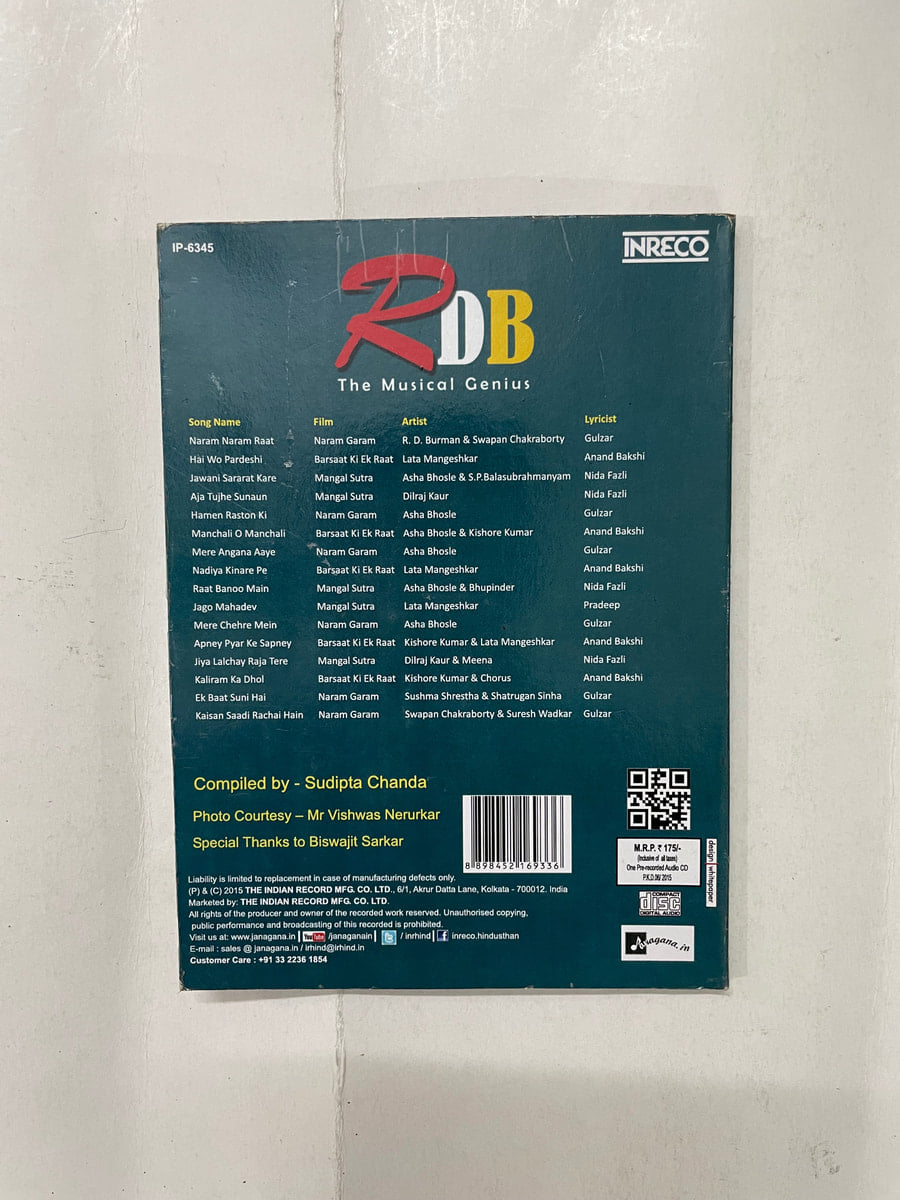 IP-6345
INRECO
RDB
The Musical Genius
Song Name Film Artist Lyricist
Naram Naram Raat Naram Garam R. D. Burman & Swapan Chakraborty Gulzar
Hai Wo Pardeshi Barsaat Ki Ek Raat Lata Mangeshkar Anand Bakshi
Jawani Sararat Kare Mangal Sutra Asha Bhosle & S.P.Balasubrahmanyam Nida Fazli
Aja Tujhe Sunaun Mangal Sutra Dilraj Kaur Nida Fazli
Hamen Raston Ki Naram Garam Asha Bhosle Gulzar
Manchali O Manchali Barsaat Ki Ek Raat Asha Bhosle & Kishore Kumar Anand Bakshi
Mere Angana Aaye Naram Garam Asha Bhosle Gulzar
Nadiya Kinare Pe Barsaat Ki Ek Raat Lata Mangeshkar Anand Bakshi
Raat Banoo Main Mangal Sutra Asha Bhosle & Bhupinder Nida Fazli
Jago Mahadev Mangal Sutra Lata Mangeshkar Pradeep
Mere Chehre Mein Naram Garam Asha Bhosle Gulzar
Apney Pyar Ke Sapney Barsaat Ki Ek Raat Kishore Kumar & Lata Mangeshkar Anand Bakshi
Jiya Lalchay Raja Tere Mangal Sutra Dilraj Kaur & Meena Nida Fazli
Kaliram Ka Dhol Barsaat Ki Ek Raat Kishore Kumar & Chorus Anand Bakshi
Ek Baat Suni Hai Naram Garam Sushma Shrestha & Shatrugan Sinha Gulzar
Kaisan Saadi Rachai Hain Naram Garam Swapan Chakraborty & Suresh Wadkar Gulzar
Compiled by - Sudipta Chanda
Photo Courtesy – Mr Vishwas Nerurkar
Special Thanks to Biswajit Sarkar
8 898452 169336
M.R.P. ₹ 175/-
(Inclusive of all taxes)
One Pre-recorded Audio CD
P.K.D.06/ 2015
design | whitepaper
COMPACT
disc
DIGITAL AUDIO
Janagana.in
Liability is limited to replacement in case of manufacturing defects only.
(P) & (C) 2015 THE INDIAN RECORD MFG. CO. LTD., 6/1, Akrur Datta Lane, Kolkata - 700012. India
Marketed by: THE INDIAN RECORD MFG. CO. LTD.
All rights of the producer and owner of the recorded work reserved. Unauthorised copying,
public performance and broadcasting of this recorded is prohibited.
Visit us at: www.janagana.in | You Tube /janaganain | / inrhind | f inreco.hindusthan
E-mail : sales @ janagana.in / irhind@irhind.in
Customer Care : +91 33 2236 1854